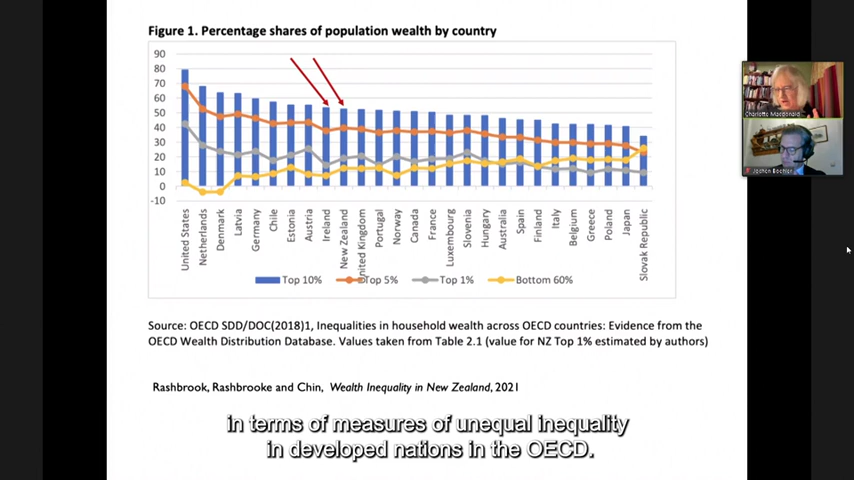 Figure 1. Percentage shares of population wealth by country
90
80
70
60
50
40
30
20
10
0
-10
United States
Netherlands
Denmark
Latvia
Germany
Chile
Estonia
Austria
Ireland
New Zealand
United Kingdom
Portugal
Norway
Canada
France
Luxembourg
Slovenia
Hungary
Australia
Spain
Finland
Italy
Belgium
Greece
Poland
Japan
Slovak Republic
Top 10% Top 5% Top 1% Bottom 60%
Source: OECD SDD/DOC(2018)1, Inequalities in household wealth across OECD countries: Evidence from the
OECD Wealth Distribution Database. Values taken from Table 2.1 (value for NZ Top 1% estimated by authors)
Rashbrook, Rashbrooke and Chin, Wealth Inequality in New Zealand, 2021
in terms of measures of unequal inequality
in developed nations in the OECD.
Charlotte Macdonald